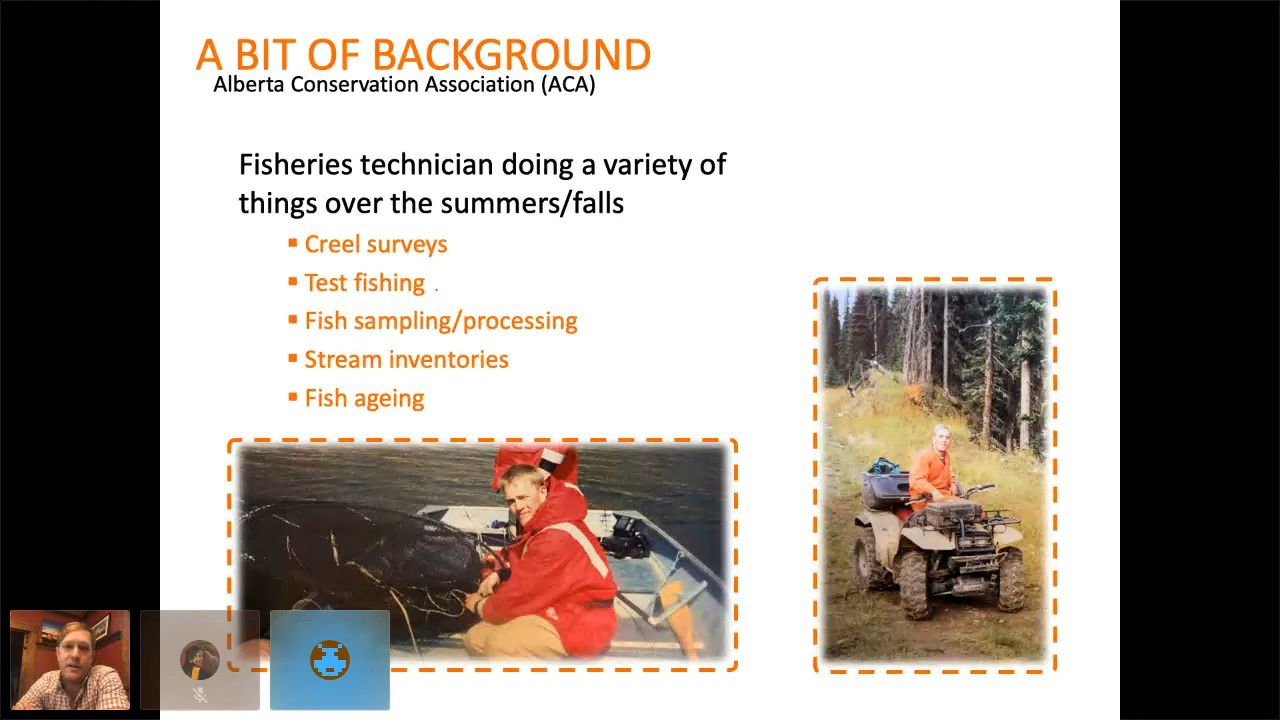 A BIT OF BACKGROUND
Alberta Conservation Association (ACA)
Fisheries technician doing a variety of
things over the summers/falls
▪ Creel surveys
▪ Test fishing .
▪ Fish sampling/processing
▪ Stream inventories
▪ Fish ageing